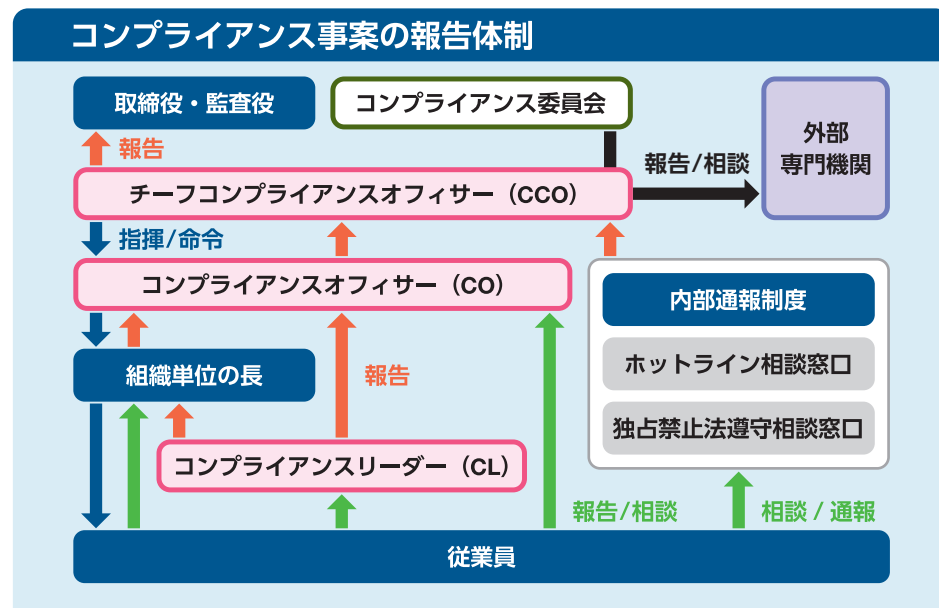 コンプライアンス事案の報告体制
取締役・監査役
コンプライアンス委員会
外部
専門機関
報告
報告/相談
チーフコンプライアンスオフィサー（CCO）
指揮/命令
コンプライアンスオフィサー（CO）
内部通報制度
ホットライン相談窓口
独占禁止法遵守相談窓口
組織単位の長
報告
コンプライアンスリーダー（CL）
報告/相談
相談 / 通報
従業員